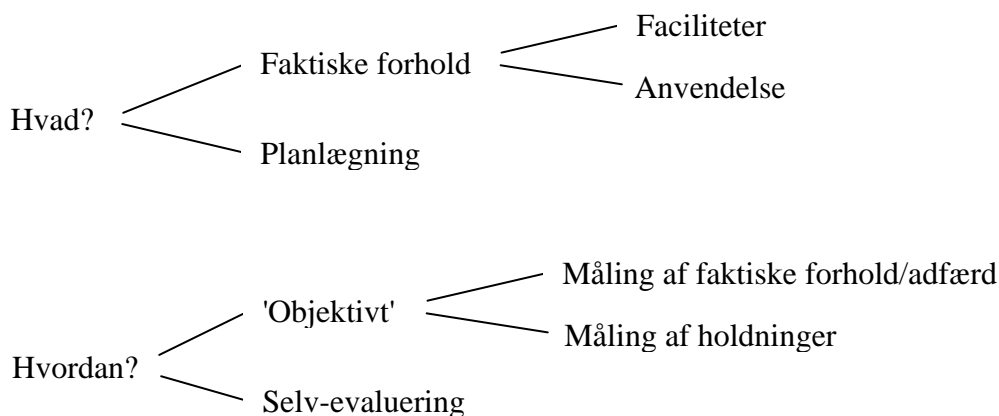 Faciliteter
Faktiske forhold
Anvendelse
Hvad?
Planlægning
Måling af faktiske forhold/adfærd
'Objektivt'
Måling af holdninger
Hvordan?
Selv-evaluering